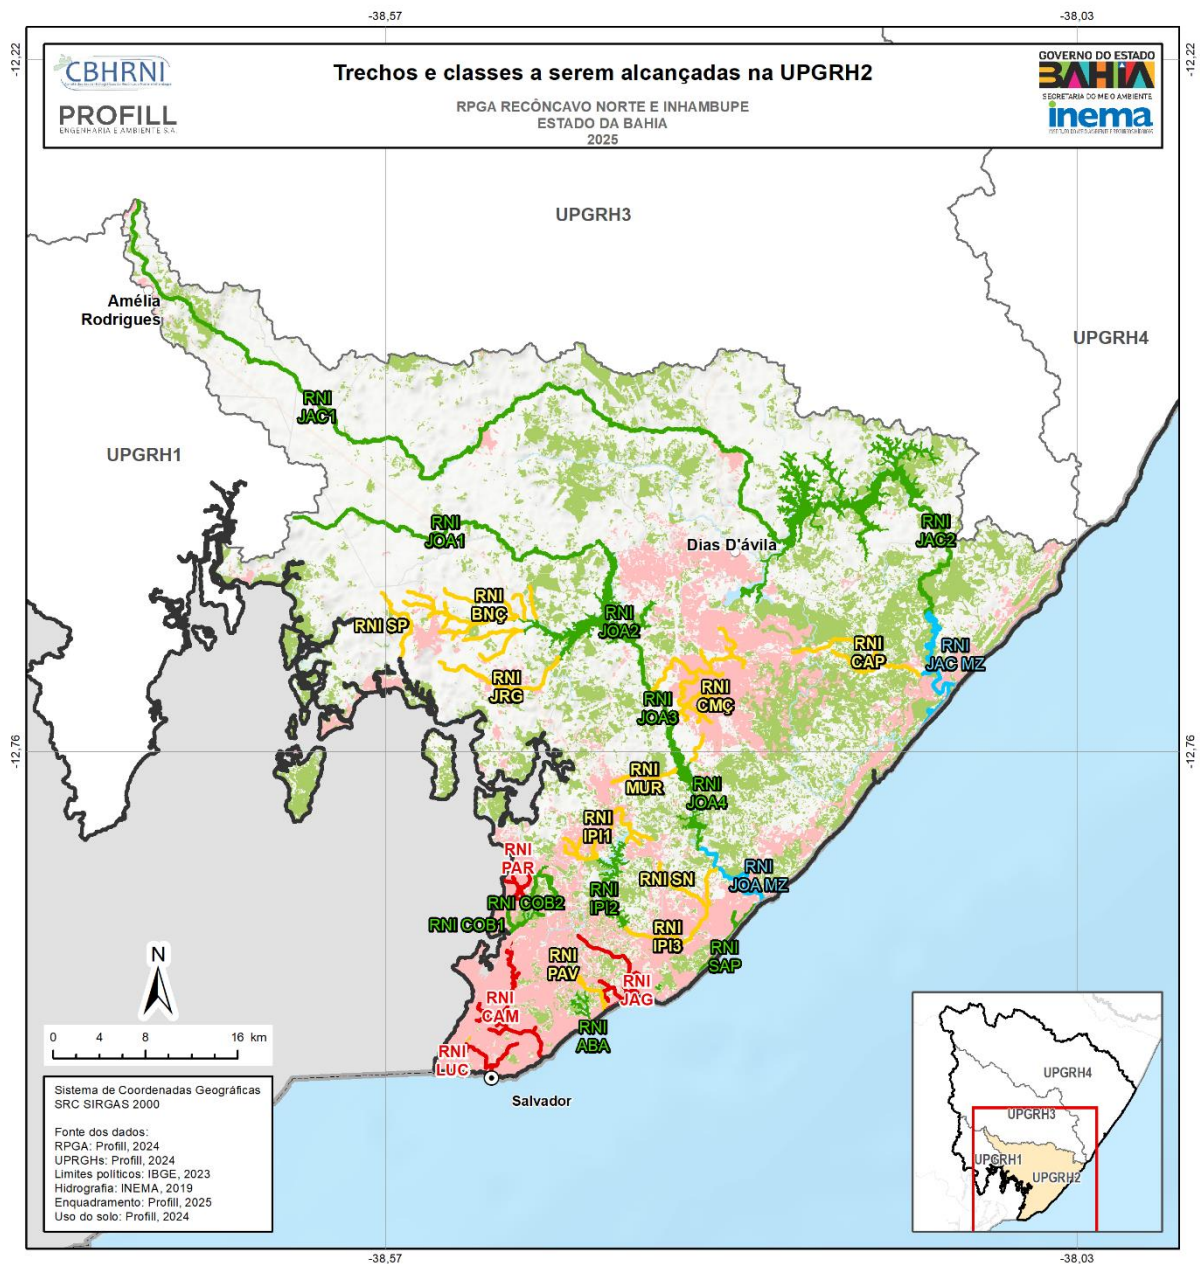 -38,57
-38,03
-12,22
-12,22
CBHRNI
PROFILL
ENGENHARIA E AMBIENTE S.A.
Trechos e classes a serem alcançadas na UPGRH2
RPGA RECÔNCAVO NORTE E INHAMBUPE
ESTADO DA BAHIA
2025
GOVERNO DO ESTADO
BAHIA
SECRETARIA DO MEIO AMBIENTE
inema
UPGRH3
Amélia
Rodrigues
UPGRH4
RNI
JAC1
UPGRH1
RNI
JOA1
Dias D'ávila
RNI
JAC2
RNI
BNÇ
RNI SP
RNI
JOA2
RNI
CAP
RNI
JAC MZ
RNI
JRG
RNI
JOA3
RNI
CMÇ
-12,76
-12,76
RNI
MUR
RNI
JOA4
RNI
IPI1
RNI
PAR
RNI COB2
RNI COB1
RNI
IPI2
RNI SN
RNI
JOA MZ
RNI
IPI3
RNI
SAP
RNI
PAV
RNI
JAG
RNI
CAM
RNI
ABA
RNI
LUC
Salvador
N
0 4 8 16 km
Sistema de Coordenadas Geográficas
SRC SIRGAS 2000
Fonte dos dados:
RPGA: Profill, 2024
UPRGHs: Profill, 2024
Limites políticos: IBGE, 2023
Hidrografia: INEMA, 2019
Enquadramento: Profill, 2025
Uso do solo: Profill, 2024
UPGRH4
UPGRH3
UPGRH1
UPGRH2
-38,57
-38,03